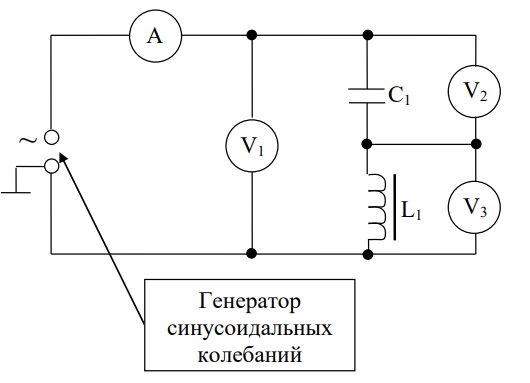 A
C₁
V₂
~
V₁
L₁
V₃
Генератор
синусоидальных
колебаний